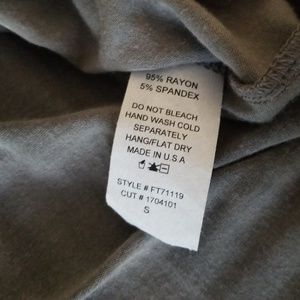 95% RAYON
5% SPANDEX
DO NOT BLEACH
HAND WASH COLD
SEPARATELY
HANG/FLAT DRY
MADE IN U.S.A
STYLE # FT71119
CUT # 1704101
S